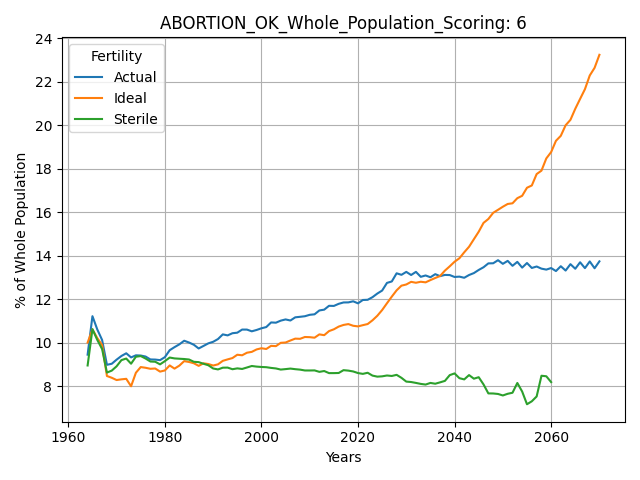 ABORTION_OK_Whole_Population_Scoring: 6
Fertility
Actual
Ideal
Sterile
% of Whole Population
24
22
20
18
16
14
12
10
8
1960 1980 2000 2020 2040 2060
Years